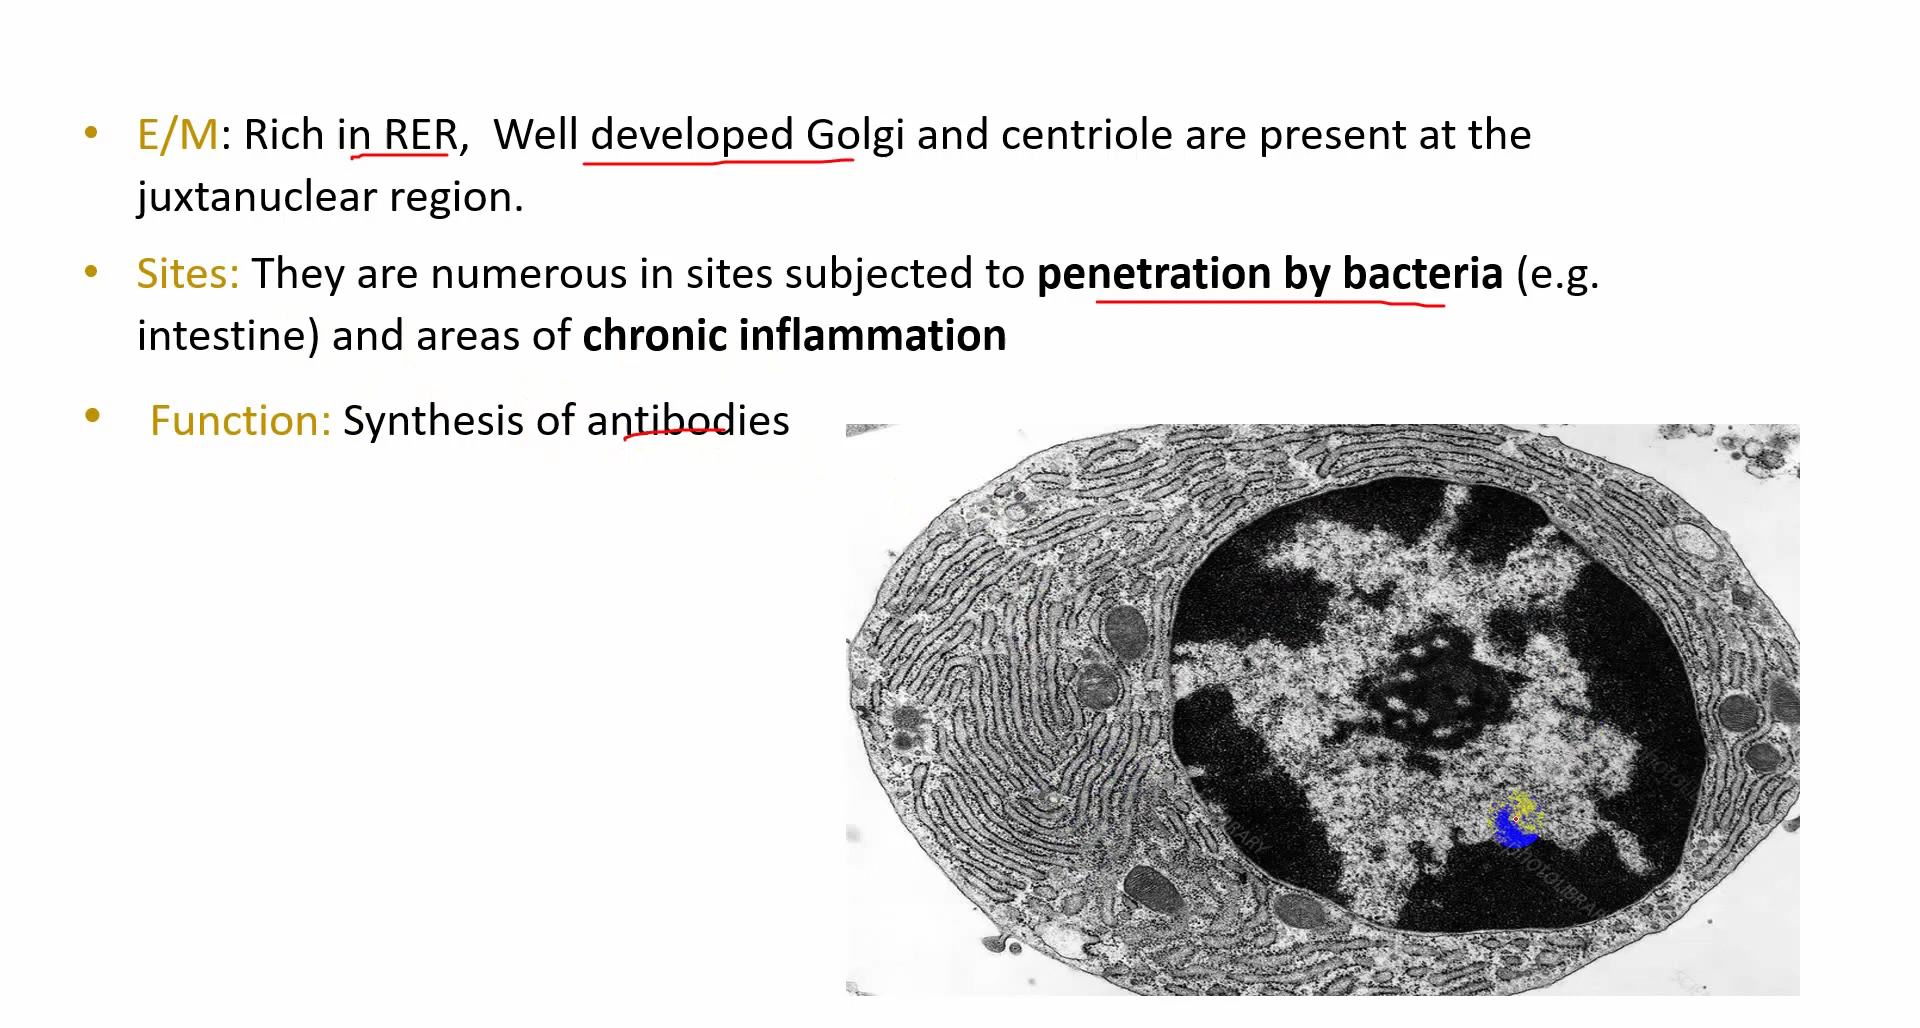 • E/M: Rich in RER,  Well developed Golgi and centriole are present at the
juxtanuclear region.
• Sites: They are numerous in sites subjected to penetration by bacteria (e.g.
intestine) and areas of chronic inflammation
• Function: Synthesis of antibodies